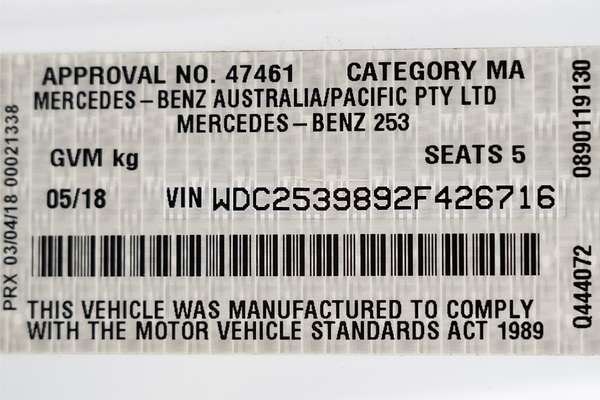 APPROVAL NO. 47461 CATEGORY MA
MERCEDES-BENZ AUSTRALIA/PACIFIC PTY LTD
MERCEDES-BENZ 253
GVM kg SEATS 5
05/18 VIN WDC2539892F426716
THIS VEHICLE WAS MANUFACTURED TO COMPLY
WITH THE MOTOR VEHICLE STANDARDS ACT 1989
PRX 03/04/18 00021338
0890119130
Q444072